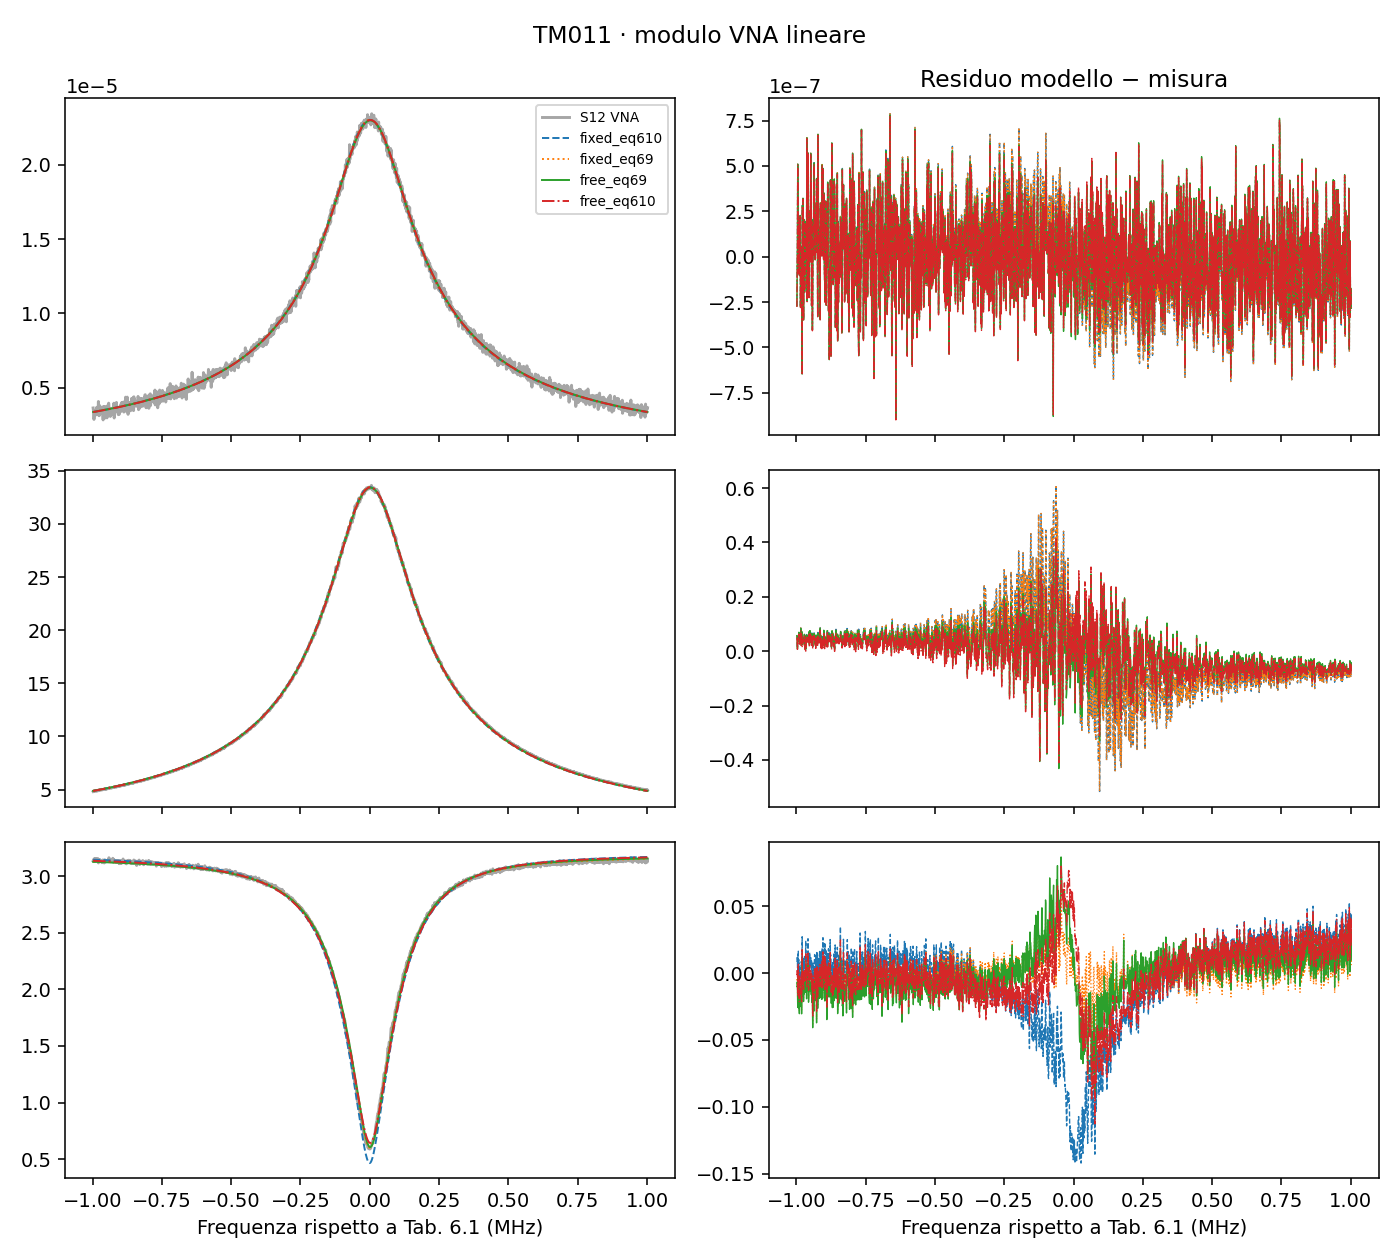 TM011 · modulo VNA lineare
1e−5
2.0
1.5
1.0
0.5
S12 VNA
fixed_eq610
fixed_eq69
free_eq69
free_eq610
Residuo modello − misura
1e−7
7.5
5.0
2.5
0.0
−2.5
−5.0
−7.5
35
30
25
20
15
10
5
0.6
0.4
0.2
0.0
−0.2
−0.4
3.0
2.5
2.0
1.5
1.0
0.5
−1.00 −0.75 −0.50 −0.25 0.00 0.25 0.50 0.75 1.00
Frequenza rispetto a Tab. 6.1 (MHz)
0.05
0.00
−0.05
−0.10
−0.15
−1.00 −0.75 −0.50 −0.25 0.00 0.25 0.50 0.75 1.00
Frequenza rispetto a Tab. 6.1 (MHz)